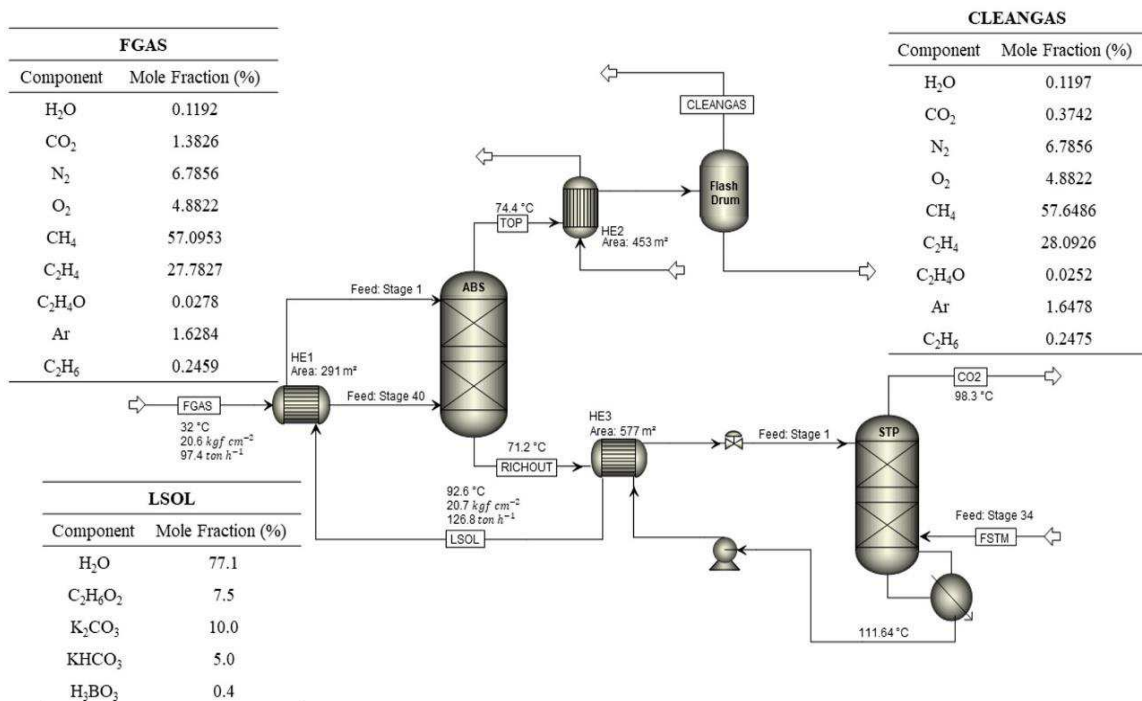 FGAS
Component Mole Fraction (%)
H₂O 0.1192
CO₂ 1.3826
N₂ 6.7856
O₂ 4.8822
CH₄ 57.0953
C₂H₄ 27.7827
C₂H₄O 0.0278
Ar 1.6284
C₂H₆ 0.2459
CLEANGAS
Component Mole Fraction (%)
H₂O 0.1197
CO₂ 0.3742
N₂ 6.7856
O₂ 4.8822
CH₄ 57.6486
C₂H₄ 28.0926
C₂H₄O 0.0252
Ar 1.6478
C₂H₆ 0.2475
CLEANGAS
Flash
Drum
74.4 °C
TOP
HE2
Area: 453 m²
ABS
Feed: Stage 1
HE1
Area: 291 m²
Feed: Stage 40
FGAS
32 °C
20.6 kgf cm⁻²
97.4 ton h⁻¹
71.2 °C
RICHOUT
HE3
Area: 577 m²
Feed: Stage 1
CO2
98.3 °C
STP
Feed: Stage 34
FSTM
92.6 °C
20.7 kgf cm⁻²
126.8 ton h⁻¹
LSOL
111.64 °C
LSOL
Component Mole Fraction (%)
H₂O 77.1
C₂H₆O₂ 7.5
K₂CO₃ 10.0
KHCO₃ 5.0
H₃BO₃ 0.4